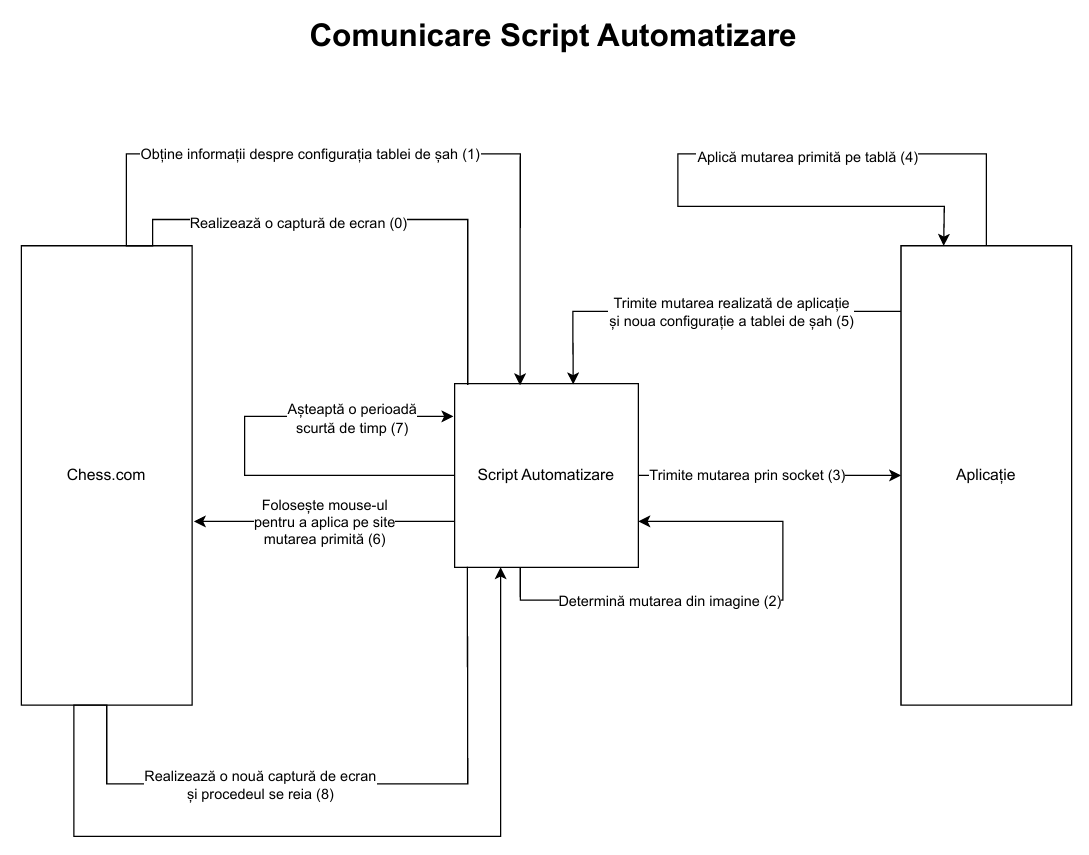 Comunicare Script Automatizare
Obține informații despre configurația tablei de șah (1)
Aplică mutarea primită pe tablă (4)
Realizează o captură de ecran (0)
Trimite mutarea realizată de aplicație
și noua configurație a tablei de șah (5)
Așteaptă o perioadă
scurtă de timp (7)
Chess.com
Script Automatizare
Trimite mutarea prin socket (3)
Aplicație
Folosește mouse-ul
pentru a aplica pe site
mutarea primită (6)
Determină mutarea din imagine (2)
Realizează o nouă captură de ecran
și procedeul se reia (8)